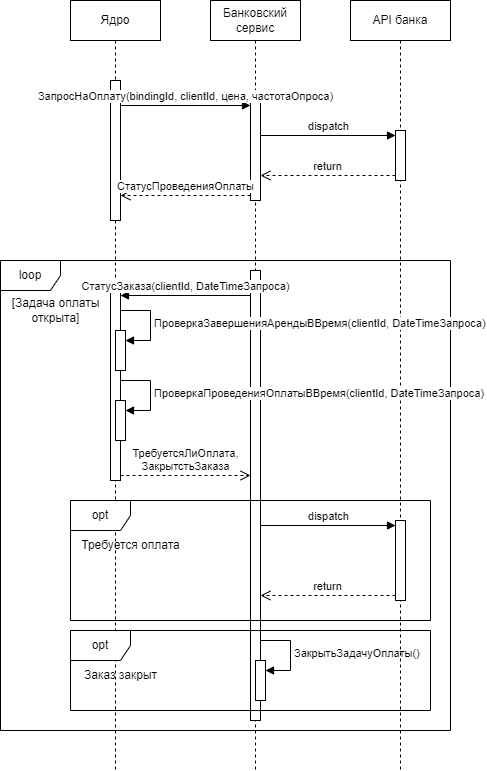 Ядро
Банковский
сервис
API банка
ЗапросНаОплату(bindingId, clientId, цена, частотаОпроса)
dispatch
return
СтатусПроведенияОплаты
loop
[Задача оплаты
открыта]
СтатусЗаказа(clientId, DateTimeЗапроса)
ПроверкаЗавершенияАрендыВВремя(clientId, DateTimeЗапроса)
ПроверкаПроведенияОплатыВВремя(clientId, DateTimeЗапроса)
ТребуетсяЛиОплата,
ЗакрытстьЗаказа
opt
dispatch
Требуется оплата
return
opt
ЗакрытьЗадачуОплаты()
Заказ закрыт